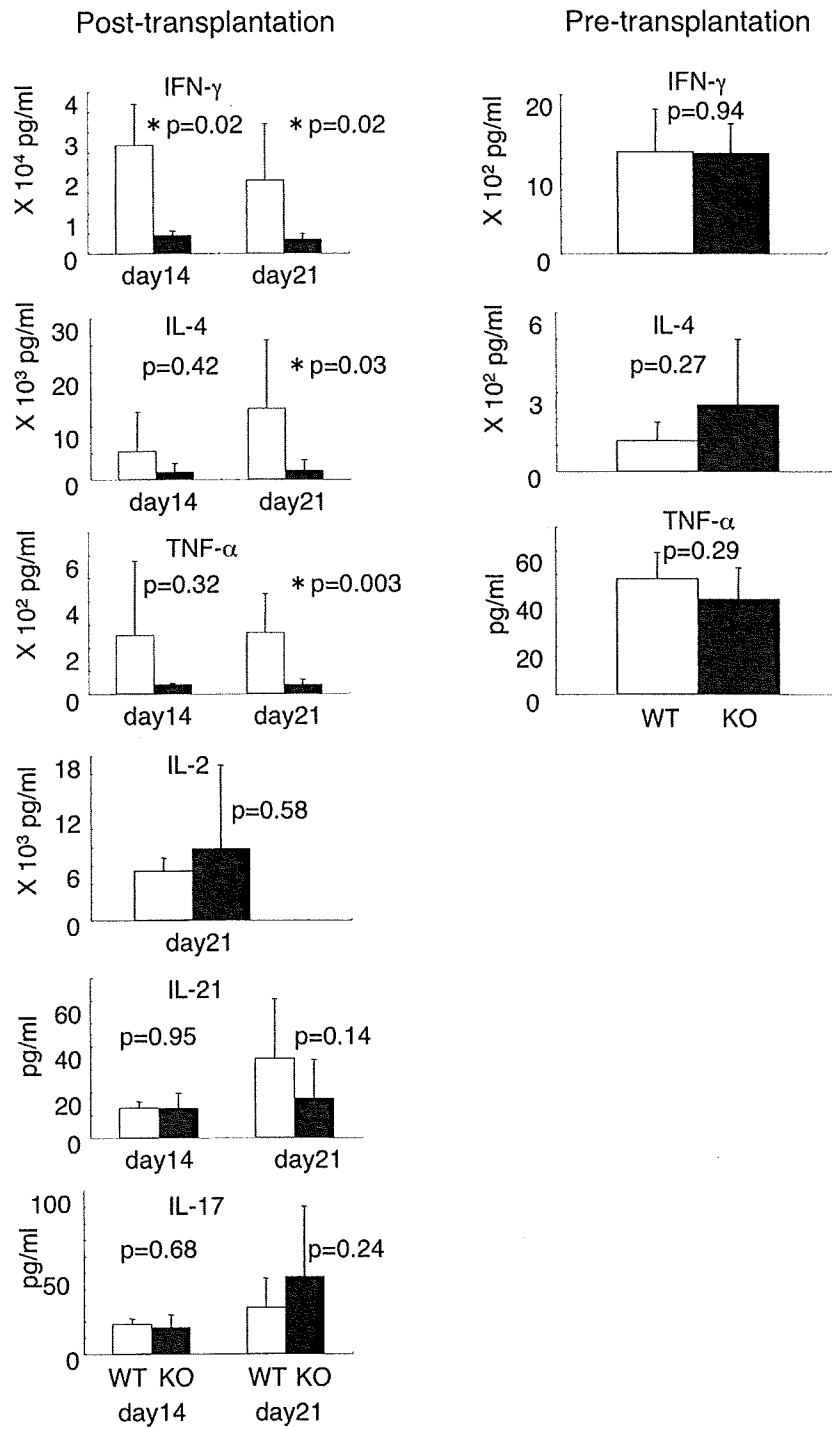 Post-transplantation
IFN-γ
* p=0.02
* p=0.02
X 10⁴ pg/ml
4
3
2
1
0
day14
day21
IL-4
p=0.42
* p=0.03
X 10³ pg/ml
30
20
10
0
day14
day21
TNF-α
p=0.32
* p=0.003
X 10² pg/ml
6
4
2
0
day14
day21
IL-2
p=0.58
X 10³ pg/ml
18
12
6
0
day21
IL-21
p=0.95
p=0.14
pg/ml
60
40
20
0
day14
day21
IL-17
p=0.68
p=0.24
pg/ml
100
50
0
WT KO
WT KO
day14
day21
Pre-transplantation
IFN-γ
p=0.94
X 10² pg/ml
20
10
0
IL-4
p=0.27
X 10² pg/ml
6
3
0
TNF-α
p=0.29
pg/ml
60
40
20
0
WT
KO